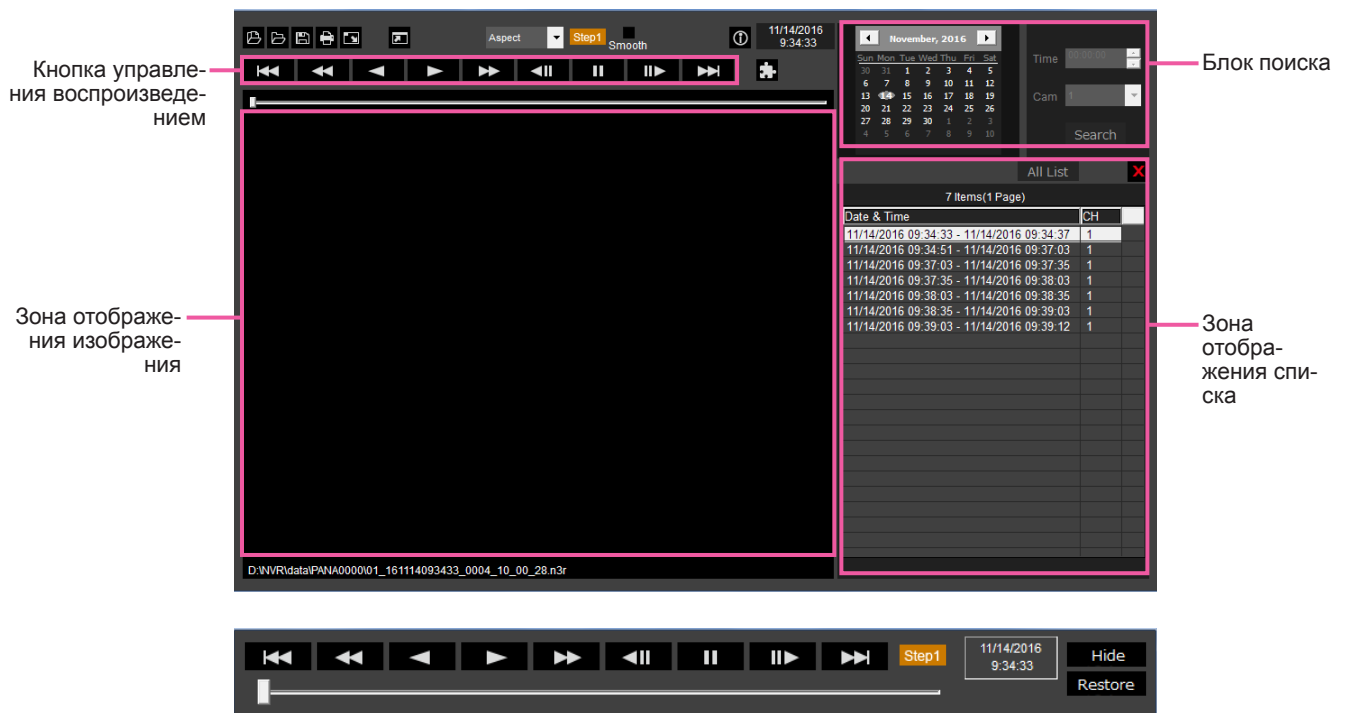 Кнопка управле-
ния воспроизведе-
нием
Зона отображе-
ния изображе-
ния
Aspect Step1 Smooth 11/14/2016
9:34:33
November, 2016
Sun Mon Tue Wed Thu Fri Sat
30 31 1 2 3 4 5
6 7 8 9 10 11 12
13 14 15 16 17 18 19
20 21 22 23 24 25 26
27 28 29 30 1 2 3
4 5 6 7 8 9 10
Time 00:00:00
Cam 1
Search
Блок поиска
All List X
7 Items(1 Page)
Date & Time CH
11/14/2016 09:34:33 - 11/14/2016 09:34:37 1
11/14/2016 09:34:51 - 11/14/2016 09:37:03 1
11/14/2016 09:37:03 - 11/14/2016 09:37:35 1
11/14/2016 09:37:35 - 11/14/2016 09:38:03 1
11/14/2016 09:38:03 - 11/14/2016 09:38:35 1
11/14/2016 09:38:35 - 11/14/2016 09:39:03 1
11/14/2016 09:39:03 - 11/14/2016 09:39:12 1
Зона
отобра-
жения спи-
ска
D:\NVR\data\PANA0000\01_161114093433_0004_10_00_28.n3r
Step1 11/14/2016
9:34:33
Hide
Restore